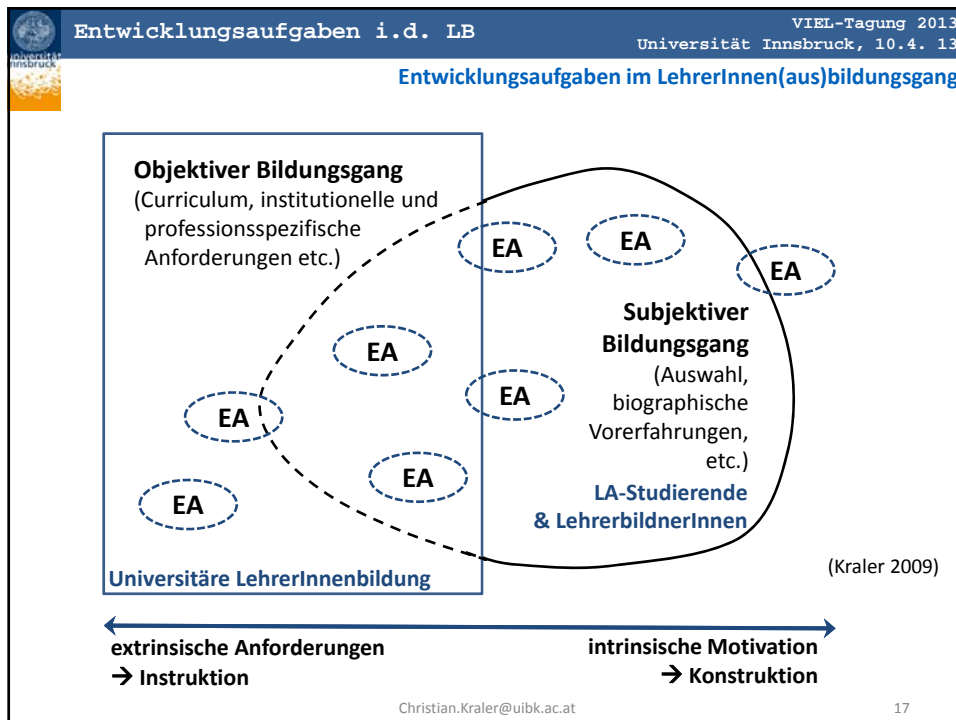 Entwicklungsaufgaben i.d. LB
VIEL-Tagung 2013
Universität Innsbruck, 10.4. 13
universität
innsbruck
Entwicklungsaufgaben im LehrerInnen(aus)bildungsgang
Objektiver Bildungsgang
(Curriculum, institutionelle und
professionsspezifische
Anforderungen etc.)
EA
EA
EA
Subjektiver
Bildungsgang
(Auswahl,
biographische
Vorerfahrungen,
etc.)
EA
EA
EA
EA
EA
LA-Studierende
& LehrerbildnerInnen
Universitäre LehrerInnenbildung
(Kraler 2009)
extrinsische Anforderungen
→ Instruktion
intrinsische Motivation
→ Konstruktion
Christian.Kraler@uibk.ac.at
17